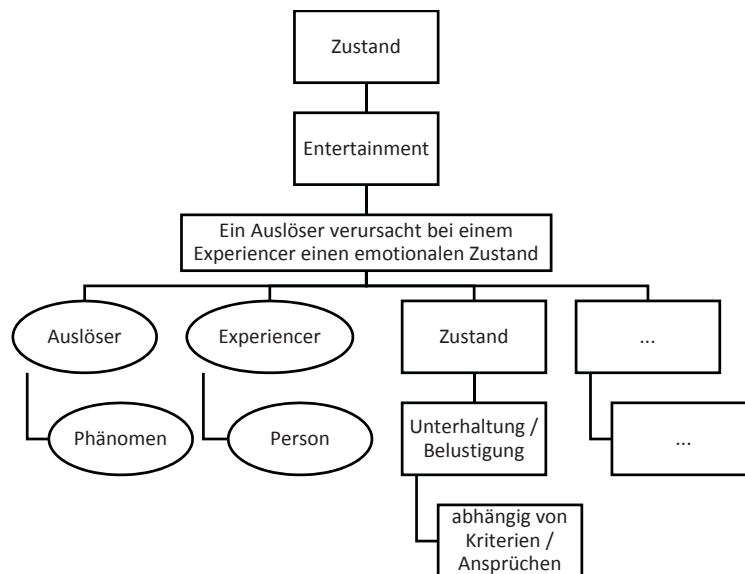 Zustand
Entertainment
Ein Auslöser verursacht bei einem
Experiencer einen emotionalen Zustand
Auslöser
Experiencer
Zustand
...
Phänomen
Person
Unterhaltung /
Belustigung
...
abhängig von
Kriterien /
Ansprüchen